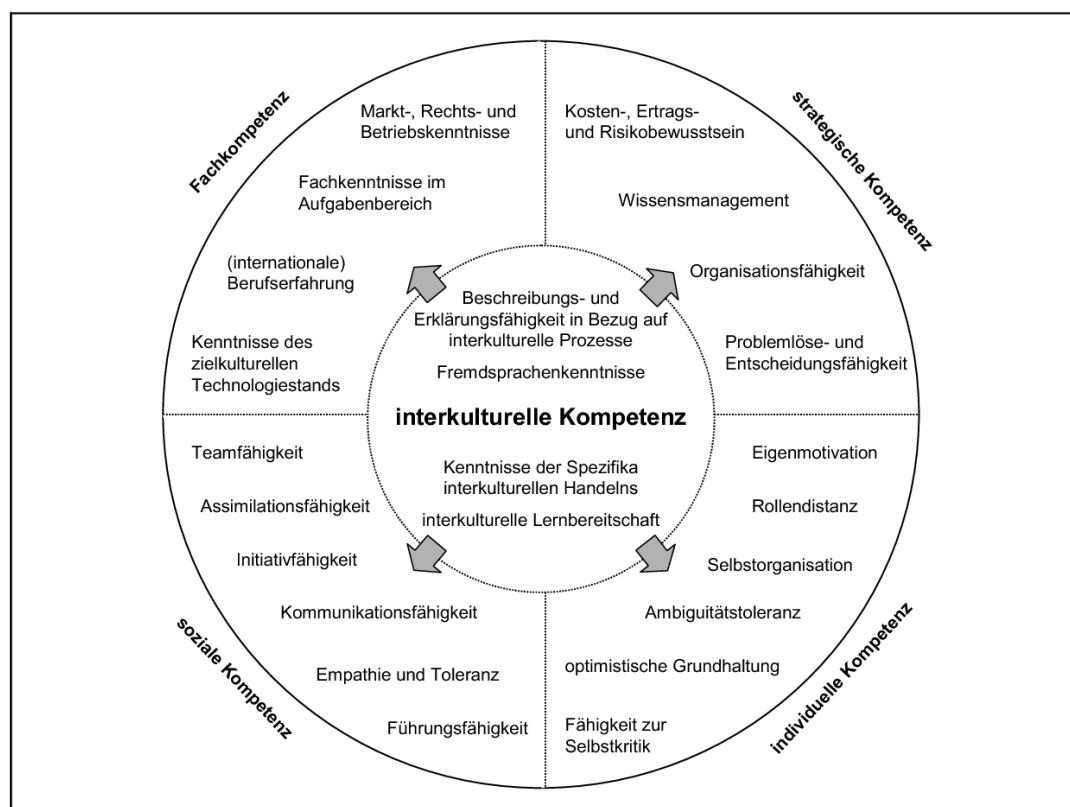 Fachkompetenz
Markt-, Rechts- und
Betriebskenntnisse
Fachkenntnisse im
Aufgabenbereich
(internationale)
Berufserfahrung
Kenntnisse des
zielkulturellen
Technologiestands
strategische Kompetenz
Kosten-, Ertrags-
und Risikobewusstsein
Wissensmanagement
Organisationsfähigkeit
Problemlöse- und
Entscheidungsfähigkeit
Beschreibungs- und
Erklärungsfähigkeit in Bezug auf
interkulturelle Prozesse
Fremdsprachenkenntnisse
interkulturelle Kompetenz
Kenntnisse der Spezifika
interkulturellen Handelns
interkulturelle Lernbereitschaft
soziale Kompetenz
Teamfähigkeit
Assimilationsfähigkeit
Initiativfähigkeit
Kommunikationsfähigkeit
Empathie und Toleranz
Führungsfähigkeit
individuelle Kompetenz
Eigenmotivation
Rollendistanz
Selbstorganisation
Ambiguitätstoleranz
optimistische Grundhaltung
Fähigkeit zur
Selbstkritik